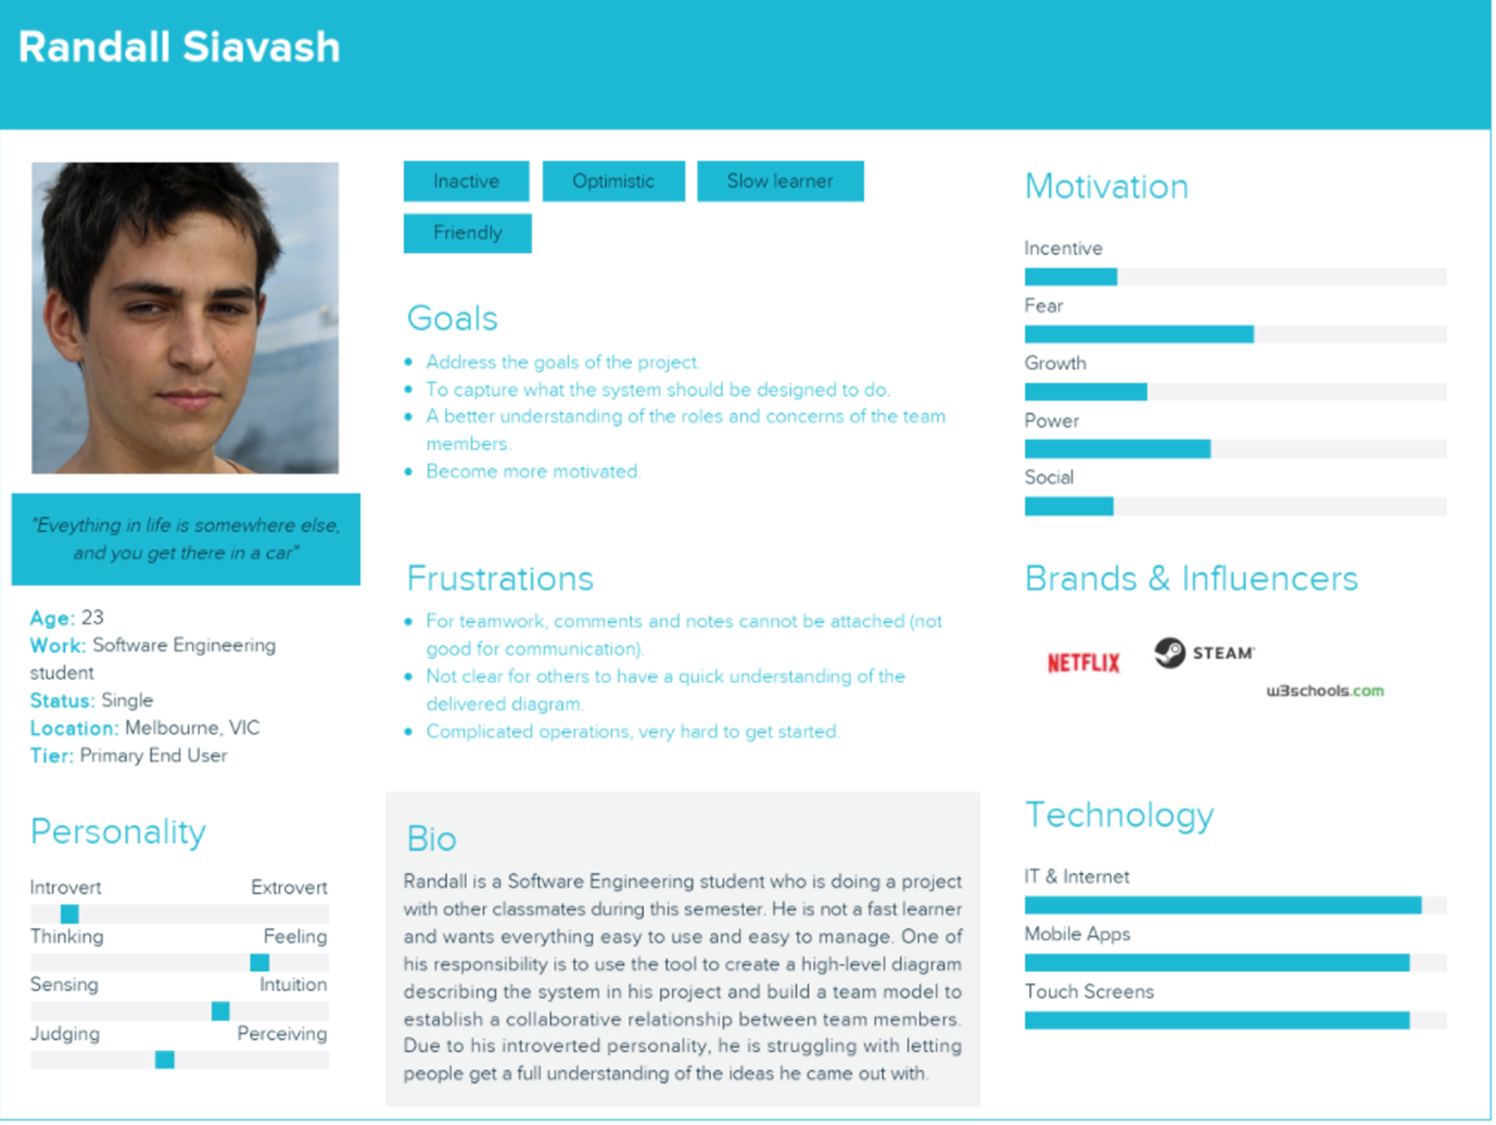 Randall Siavash
"Eveything in life is somewhere else,
and you get there in a car"
Age: 23
Work: Software Engineering
student
Status: Single
Location: Melbourne, VIC
Tier: Primary End User
Personality
Introvert Extrovert
Thinking Feeling
Sensing Intuition
Judging Perceiving
Inactive Optimistic Slow learner
Friendly
Goals
• Address the goals of the project.
• To capture what the system should be designed to do.
• A better understanding of the roles and concerns of the team
members.
• Become more motivated.
Frustrations
• For teamwork, comments and notes cannot be attached (not
good for communication).
• Not clear for others to have a quick understanding of the
delivered diagram.
• Complicated operations, very hard to get started.
Bio
Randall is a Software Engineering student who is doing a project
with other classmates during this semester. He is not a fast learner
and wants everything easy to use and easy to manage. One of
his responsibility is to use the tool to create a high-level diagram
describing the system in his project and build a team model to
establish a collaborative relationship between team members.
Due to his introverted personality, he is struggling with letting
people get a full understanding of the ideas he came out with.
Motivation
Incentive
Fear
Growth
Power
Social
Brands & Influencers
NETFLIX
STEAM
w3schools.com
Technology
IT & Internet
Mobile Apps
Touch Screens